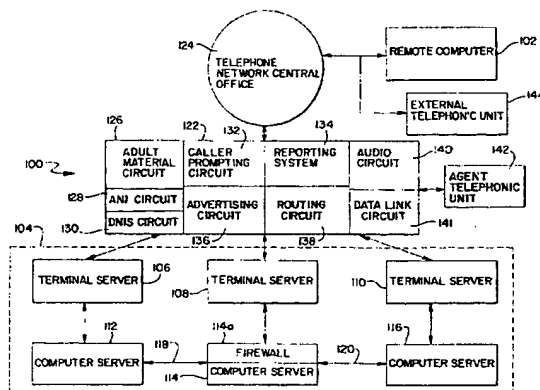 124
TELEPHONE
NETWORK CENTRAL
OFFICE
REMOTE COMPUTER
102
EXTERNAL TELEPHONIC UNIT
144
126
122
132
134
100
ADULT
MATERIAL
CIRCUIT
CALLER
PROMPTING
CIRCUIT
REPORTING
SYSTEM
AUDIO
CIRCUIT
140
142
128
ANI CIRCUIT
AGENT
TELEPHONIC
UNIT
130
DNIS CIRCUIT
ADVERTISING
CIRCUIT
ROUTING
CIRCUIT
DATA LINK
CIRCUIT
141
104
136
138
TERMINAL SERVER
106
TERMINAL SERVER
108
TERMINAL SERVER
110
112
114a
116
COMPUTER SERVER
118
FIREWALL
COMPUTER SERVER
114
120
COMPUTER SERVER